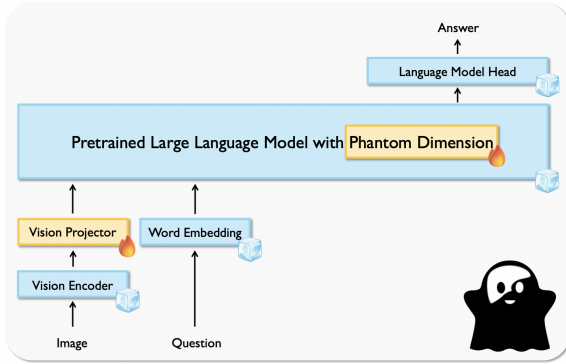 Answer
Language Model Head
Pretrained Large Language Model with Phantom Dimension
Vision Projector
Word Embedding
Vision Encoder
Image
Question